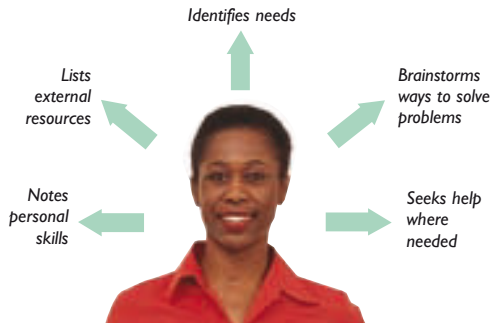 Identifies needs
Lists
external
resources
Brainstorms
ways to solve
problems
Notes
personal
skills
Seeks help
where
needed